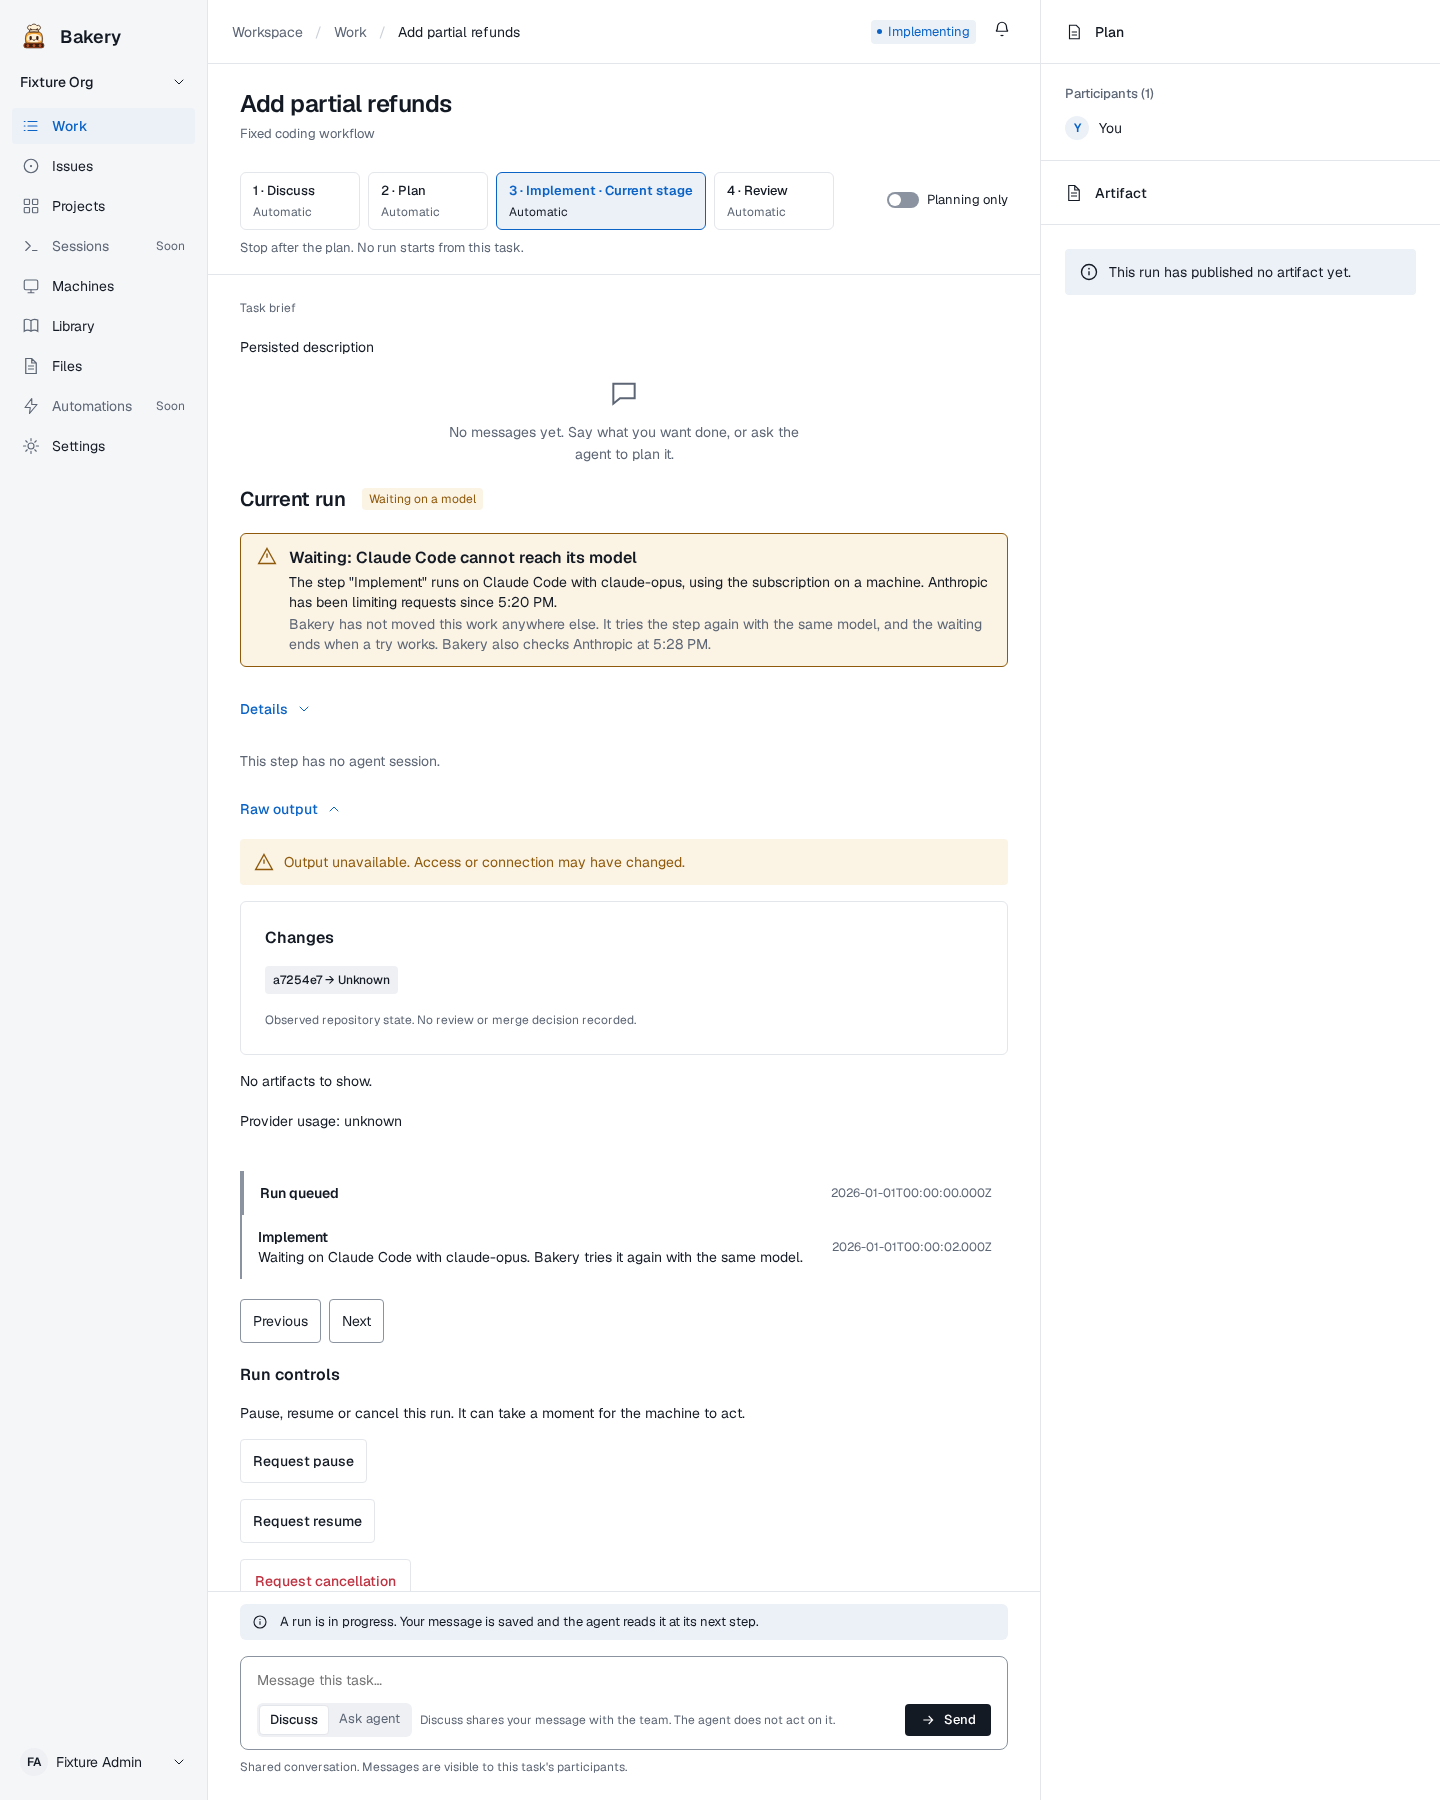 Bakery
Fixture Org
Work
Issues
Projects
Sessions Soon
Machines
Library
Files
Automations Soon
Settings
FA Fixture Admin
Workspace / Work / Add partial refunds
Implementing
Add partial refunds
Fixed coding workflow
1 · Discuss
Automatic
2 · Plan
Automatic
3 · Implement · Current stage
Automatic
4 · Review
Automatic
Planning only
Stop after the plan. No run starts from this task.
Task brief
Persisted description
No messages yet. Say what you want done, or ask the
agent to plan it.
Current run Waiting on a model
Waiting: Claude Code cannot reach its model
The step "Implement" runs on Claude Code with claude-opus, using the subscription on a machine. Anthropic
has been limiting requests since 5:20 PM.
Bakery has not moved this work anywhere else. It tries the step again with the same model, and the waiting
ends when a try works. Bakery also checks Anthropic at 5:28 PM.
Details
This step has no agent session.
Raw output
Output unavailable. Access or connection may have changed.
Changes
a7254e7 → Unknown
Observed repository state. No review or merge decision recorded.
No artifacts to show.
Provider usage: unknown
Run queued 2026-01-01T00:00:00.000Z
Implement
Waiting on Claude Code with claude-opus. Bakery tries it again with the same model. 2026-01-01T00:00:02.000Z
Previous Next
Run controls
Pause, resume or cancel this run. It can take a moment for the machine to act.
Request pause
Request resume
Request cancellation
A run is in progress. Your message is saved and the agent reads it at its next step.
Message this task…
Discuss Ask agent Discuss shares your message with the team. The agent does not act on it. → Send
Shared conversation. Messages are visible to this task's participants.
Plan
Participants (1)
Y You
Artifact
This run has published no artifact yet.